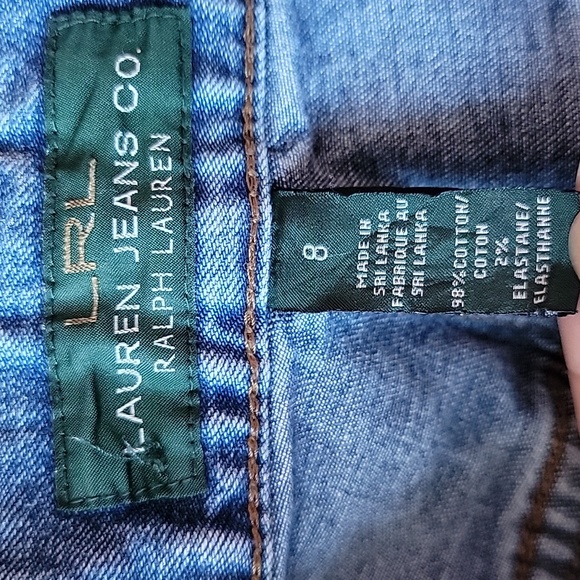 LRL
LAUREN JEANS CO.
RALPH LAUREN
8
MADE IN
SRI LANKA
FABRIQUE AU
SRI LANKA
98% COTTON/
COTON
2%
ELASTANE/
ELASTHANNE